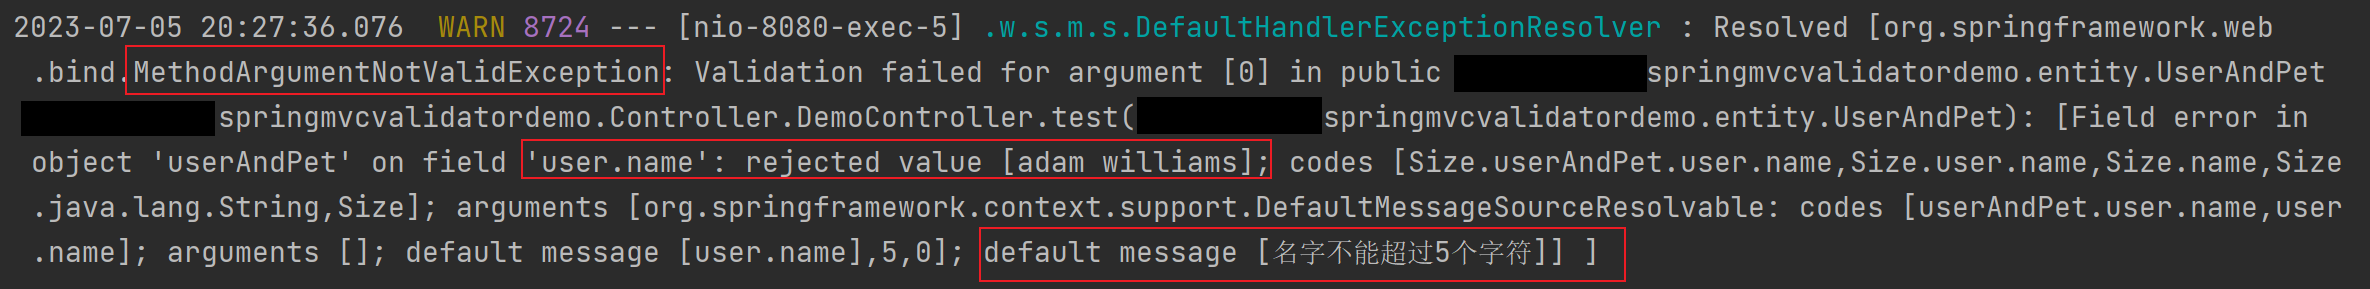 2023-07-05 20:27:36.076  WARN 8724 --- [nio-8080-exec-5] .w.s.m.s.DefaultHandlerExceptionResolver : Resolved [org.springframework.web
.bind.MethodArgumentNotValidException: Validation failed for argument [0] in public springmvcvalidatordemo.entity.UserAndPet
springmvcvalidatordemo.Controller.DemoController.test( springmvcvalidatordemo.entity.UserAndPet): [Field error in
object 'userAndPet' on field 'user.name': rejected value [adam williams]; codes [Size.userAndPet.user.name,Size.user.name,Size.name,Size
.java.lang.String,Size]; arguments [org.springframework.context.support.DefaultMessageSourceResolvable: codes [userAndPet.user.name,user
.name]; arguments []; default message [user.name],5,0]; default message [名字不能超过5个字符]] ]